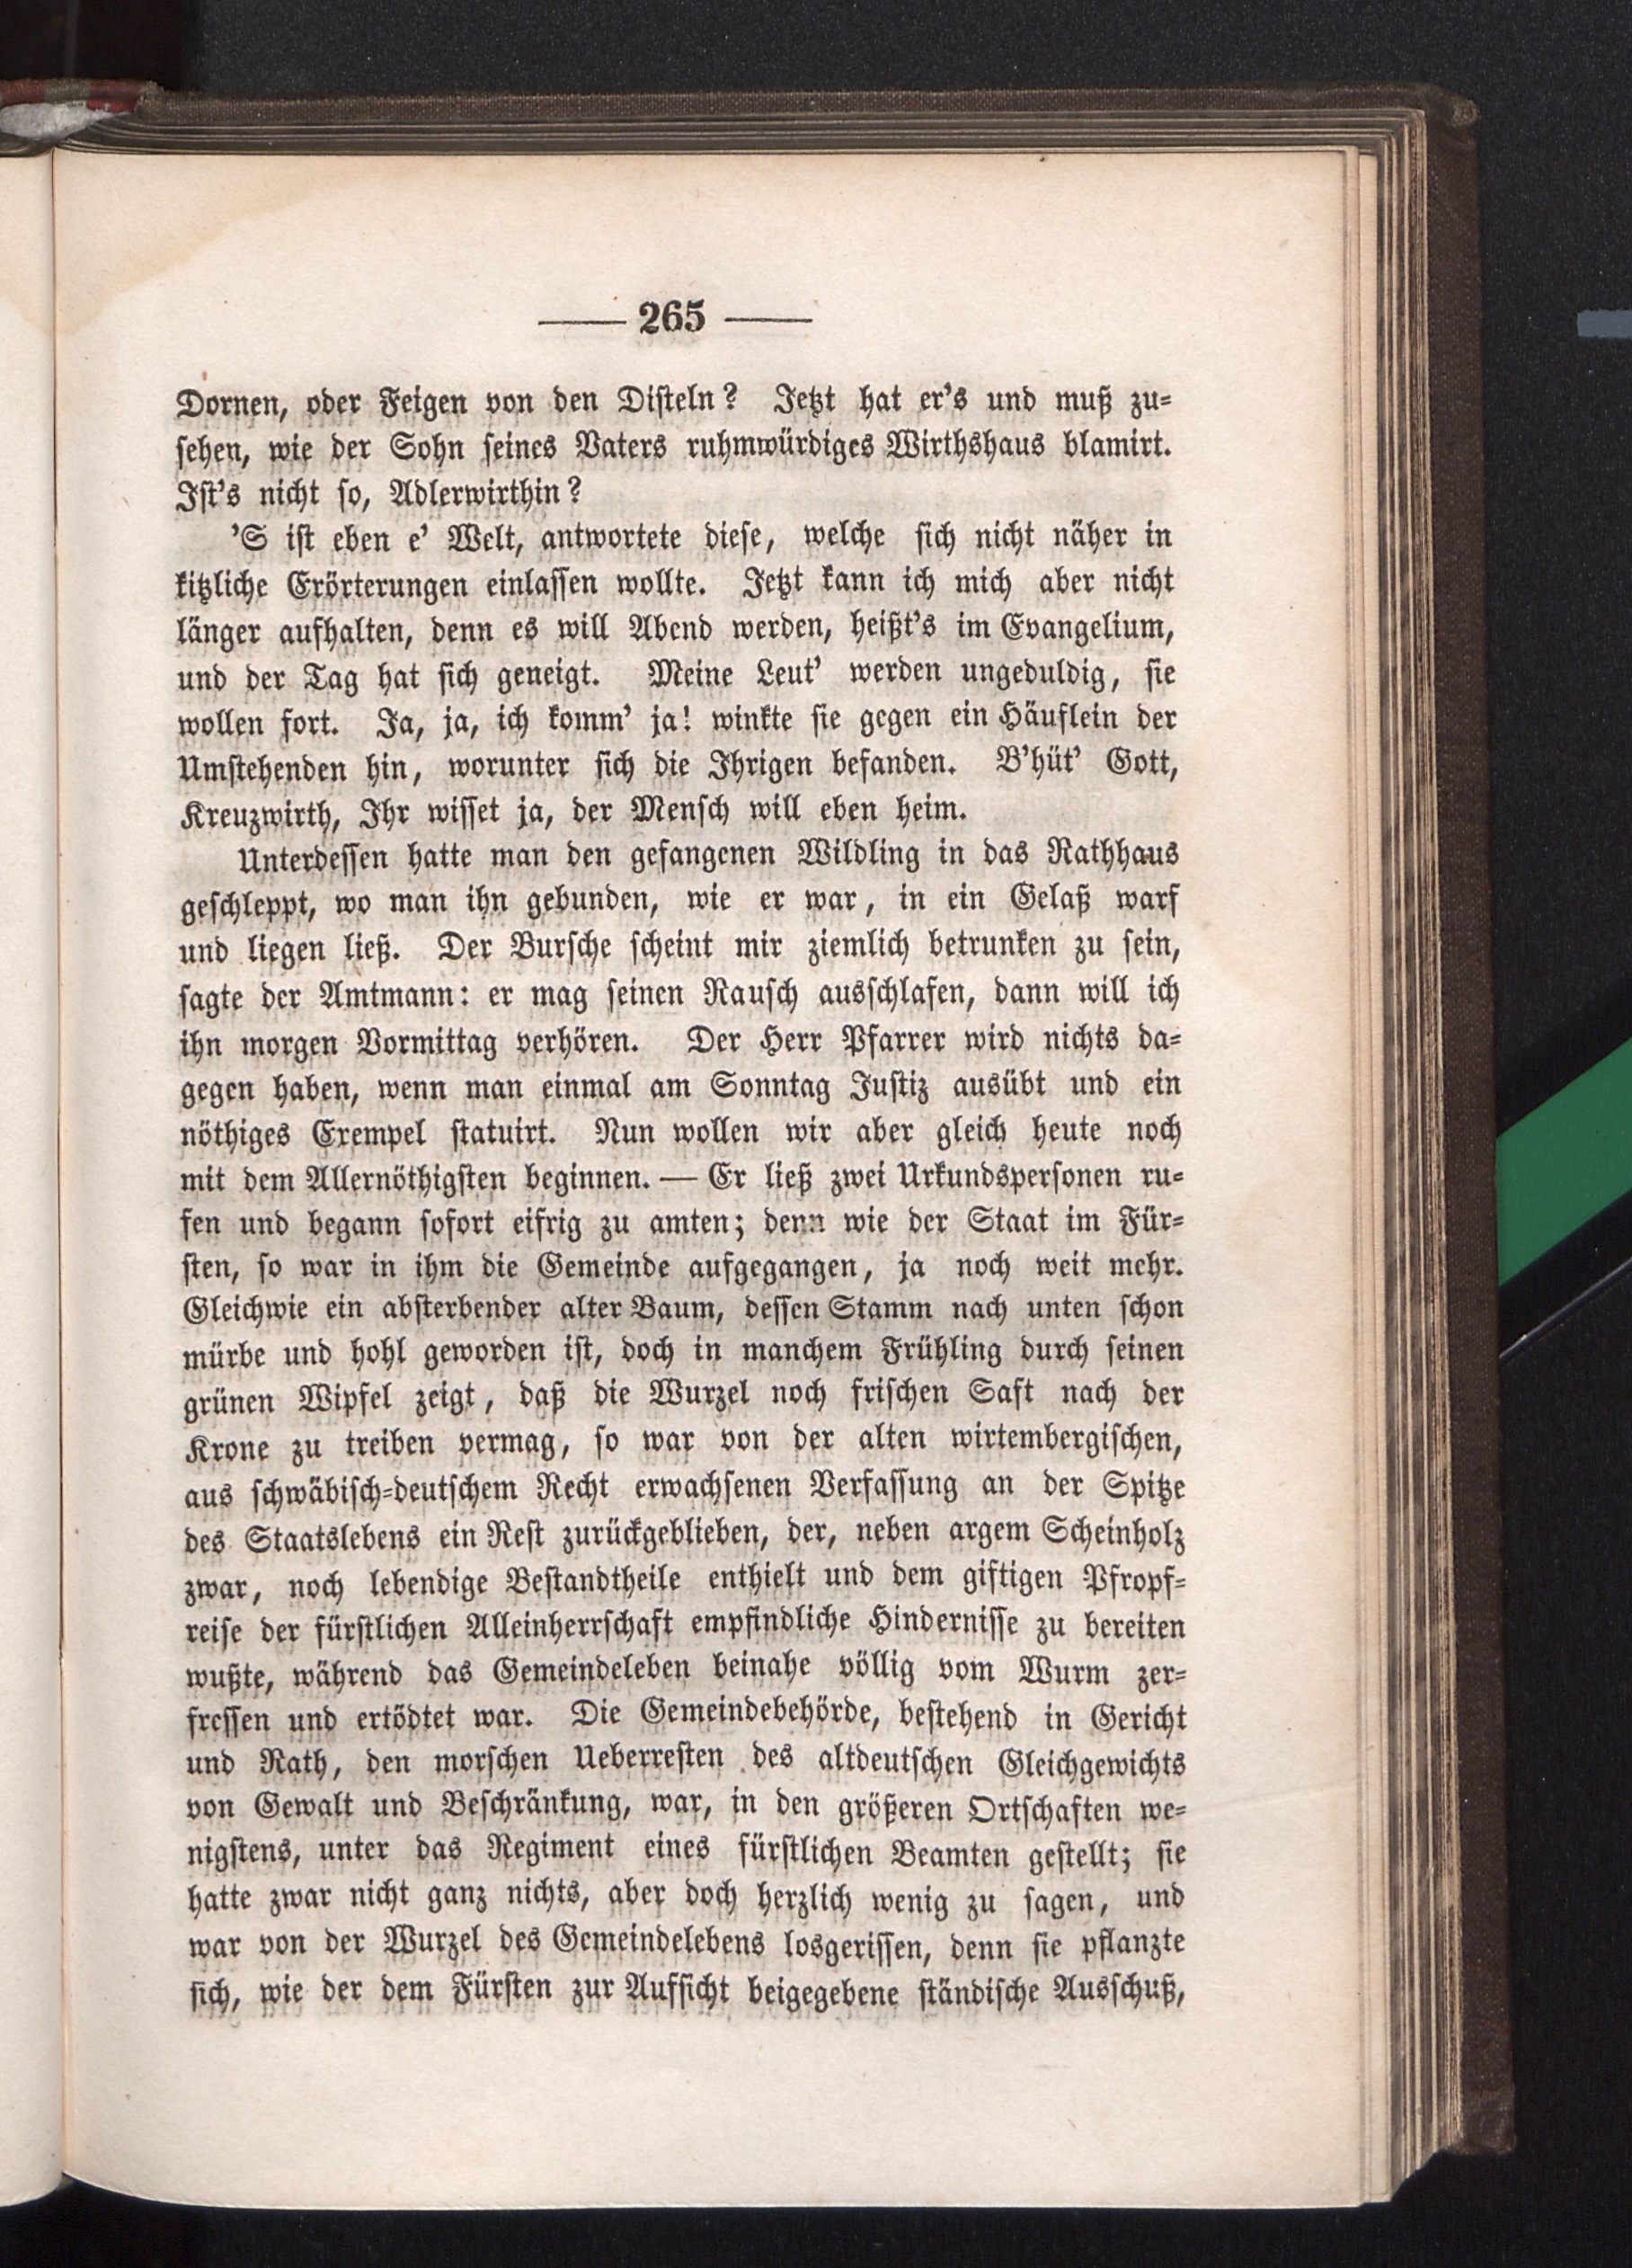 —— 265 ——
Dornen, oder Feigen von den Disteln? Jetzt hat er's und muß zu-
sehen, wie der Sohn seines Vaters ruhmwürdiges Wirthshaus blamirt.
Ist's nicht so, Adlerwirthin?
'S ist eben e' Welt, antwortete diese, welche sich nicht näher in
kitzliche Erörterungen einlassen wollte. Jetzt kann ich mich aber nicht
länger aufhalten, denn es will Abend werden, heißt's im Evangelium,
und der Tag hat sich geneigt. Meine Leut' werden ungeduldig, sie
wollen fort. Ja, ja, ich komm' ja! winkte sie gegen ein Häuflein der
Umstehenden hin, worunter sich die Ihrigen befanden. B'hüt' Gott,
Kreuzwirth, Ihr wisset ja, der Mensch will eben heim.
Unterdessen hatte man den gefangenen Wildling in das Rathhaus
geschleppt, wo man ihn gebunden, wie er war, in ein Gelaß warf
und liegen ließ. Der Bursche scheint mir ziemlich betrunken zu sein,
sagte der Amtmann: er mag seinen Rausch ausschlafen, dann will ich
ihn morgen Vormittag verhören. Der Herr Pfarrer wird nichts da-
gegen haben, wenn man einmal am Sonntag Justiz ausübt und ein
nöthiges Exempel statuirt. Nun wollen wir aber gleich heute noch
mit dem Allernöthigsten beginnen. — Er ließ zwei Urkundspersonen ru-
fen und begann sofort eifrig zu amten; denn wie der Staat im Für-
sten, so war in ihm die Gemeinde aufgegangen, ja noch weit mehr.
Gleichwie ein absterbender alter Baum, dessen Stamm nach unten schon
mürbe und hohl geworden ist, doch in manchem Frühling durch seinen
grünen Wipfel zeigt, daß die Wurzel noch frischen Saft nach der
Krone zu treiben vermag, so war von der alten wirtembergischen,
aus schwäbisch-deutschem Recht erwachsenen Verfassung an der Spitze
des Staatslebens ein Rest zurückgeblieben, der, neben argem Scheinholz
zwar, noch lebendige Bestandtheile enthielt und dem giftigen Pfropf-
reise der fürstlichen Alleinherrschaft empfindliche Hindernisse zu bereiten
wußte, während das Gemeindeleben beinahe völlig vom Wurm zer-
fressen und ertödtet war. Die Gemeindebehörde, bestehend in Gericht
und Rath, den morschen Ueberresten des altdeutschen Gleichgewichts
von Gewalt und Beschränkung, war, in den größeren Ortschaften we-
nigstens, unter das Regiment eines fürstlichen Beamten gestellt; sie
hatte zwar nicht ganz nichts, aber doch herzlich wenig zu sagen, und
war von der Wurzel des Gemeindelebens losgerissen, denn sie pflanzte
sich, wie der dem Fürsten zur Aufsicht beigegebene ständische Ausschuß,